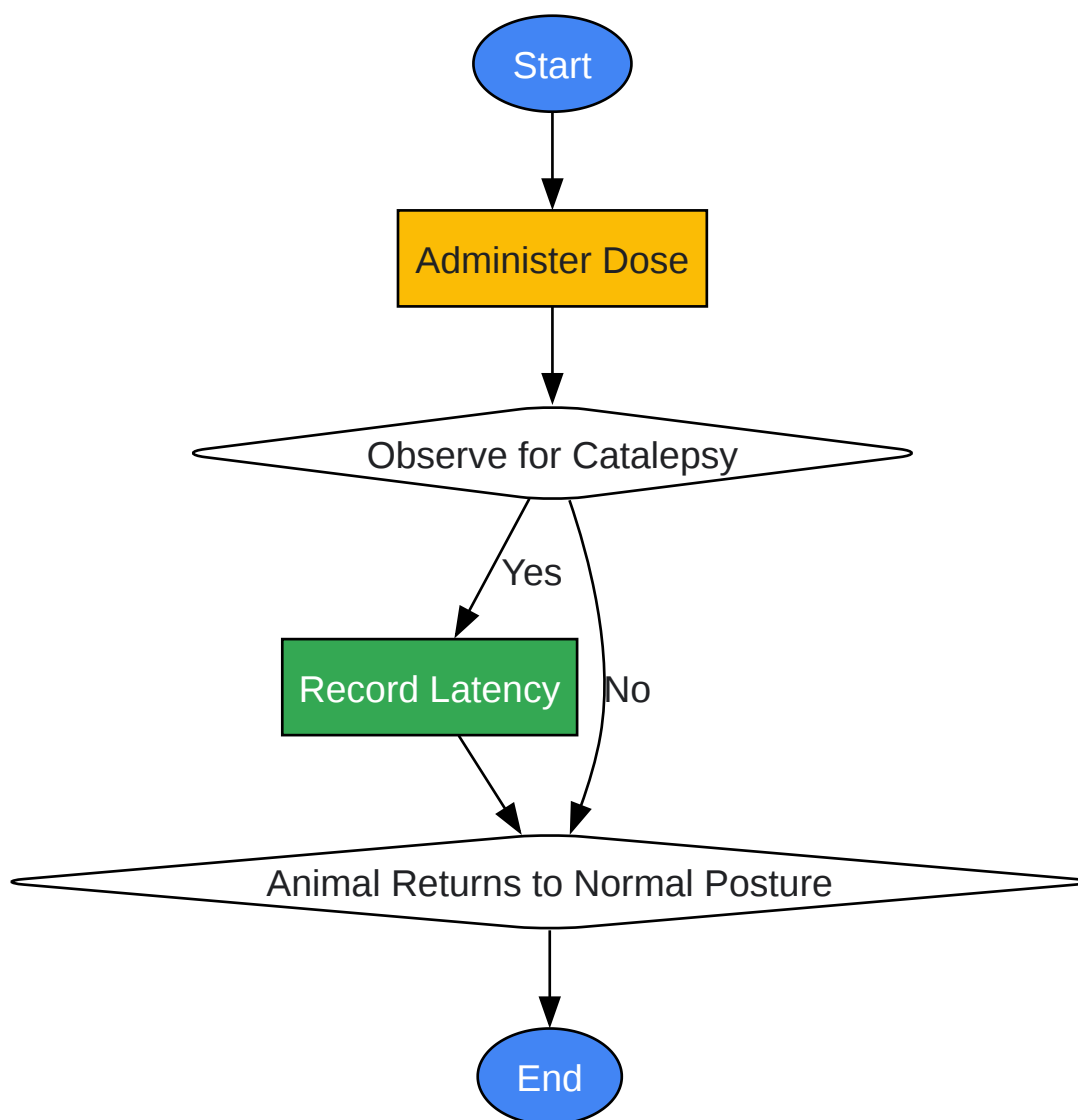 Start
Administer Dose
Observe for Catalepsy
Yes
Record Latency
No
Animal Returns to Normal Posture
End